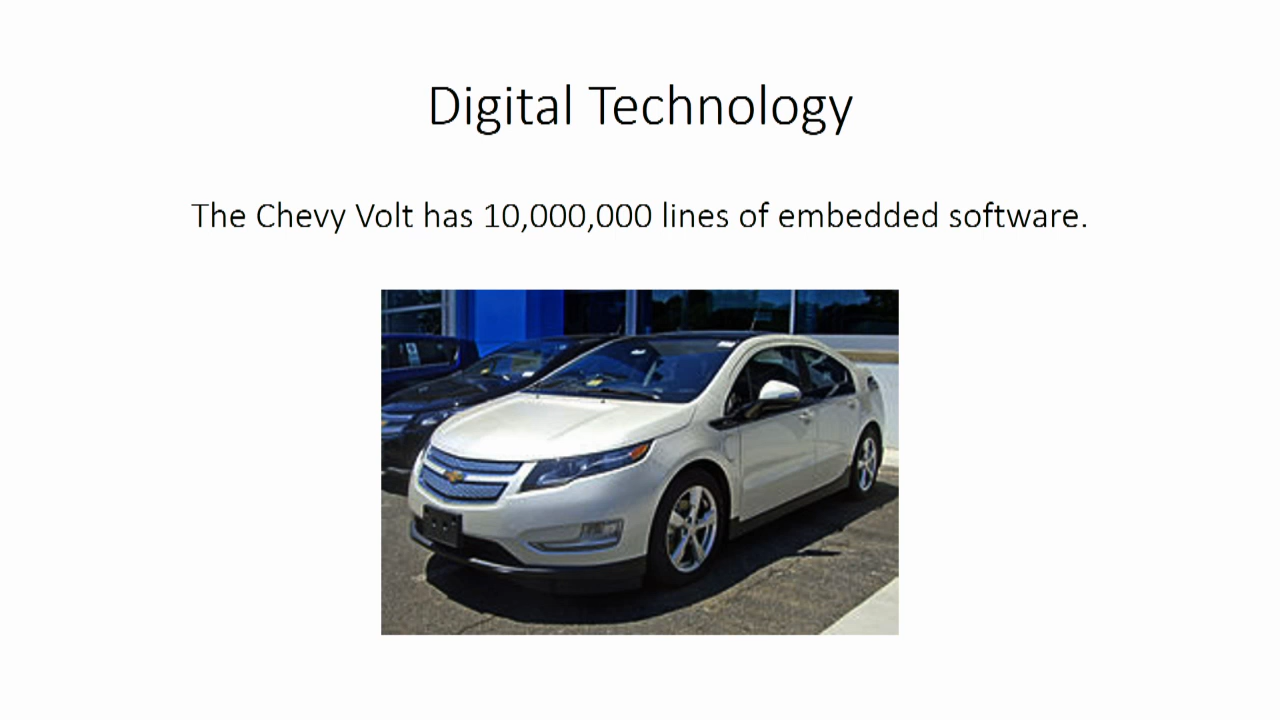 Digital Technology
The Chevy Volt has 10,000,000 lines of embedded software.